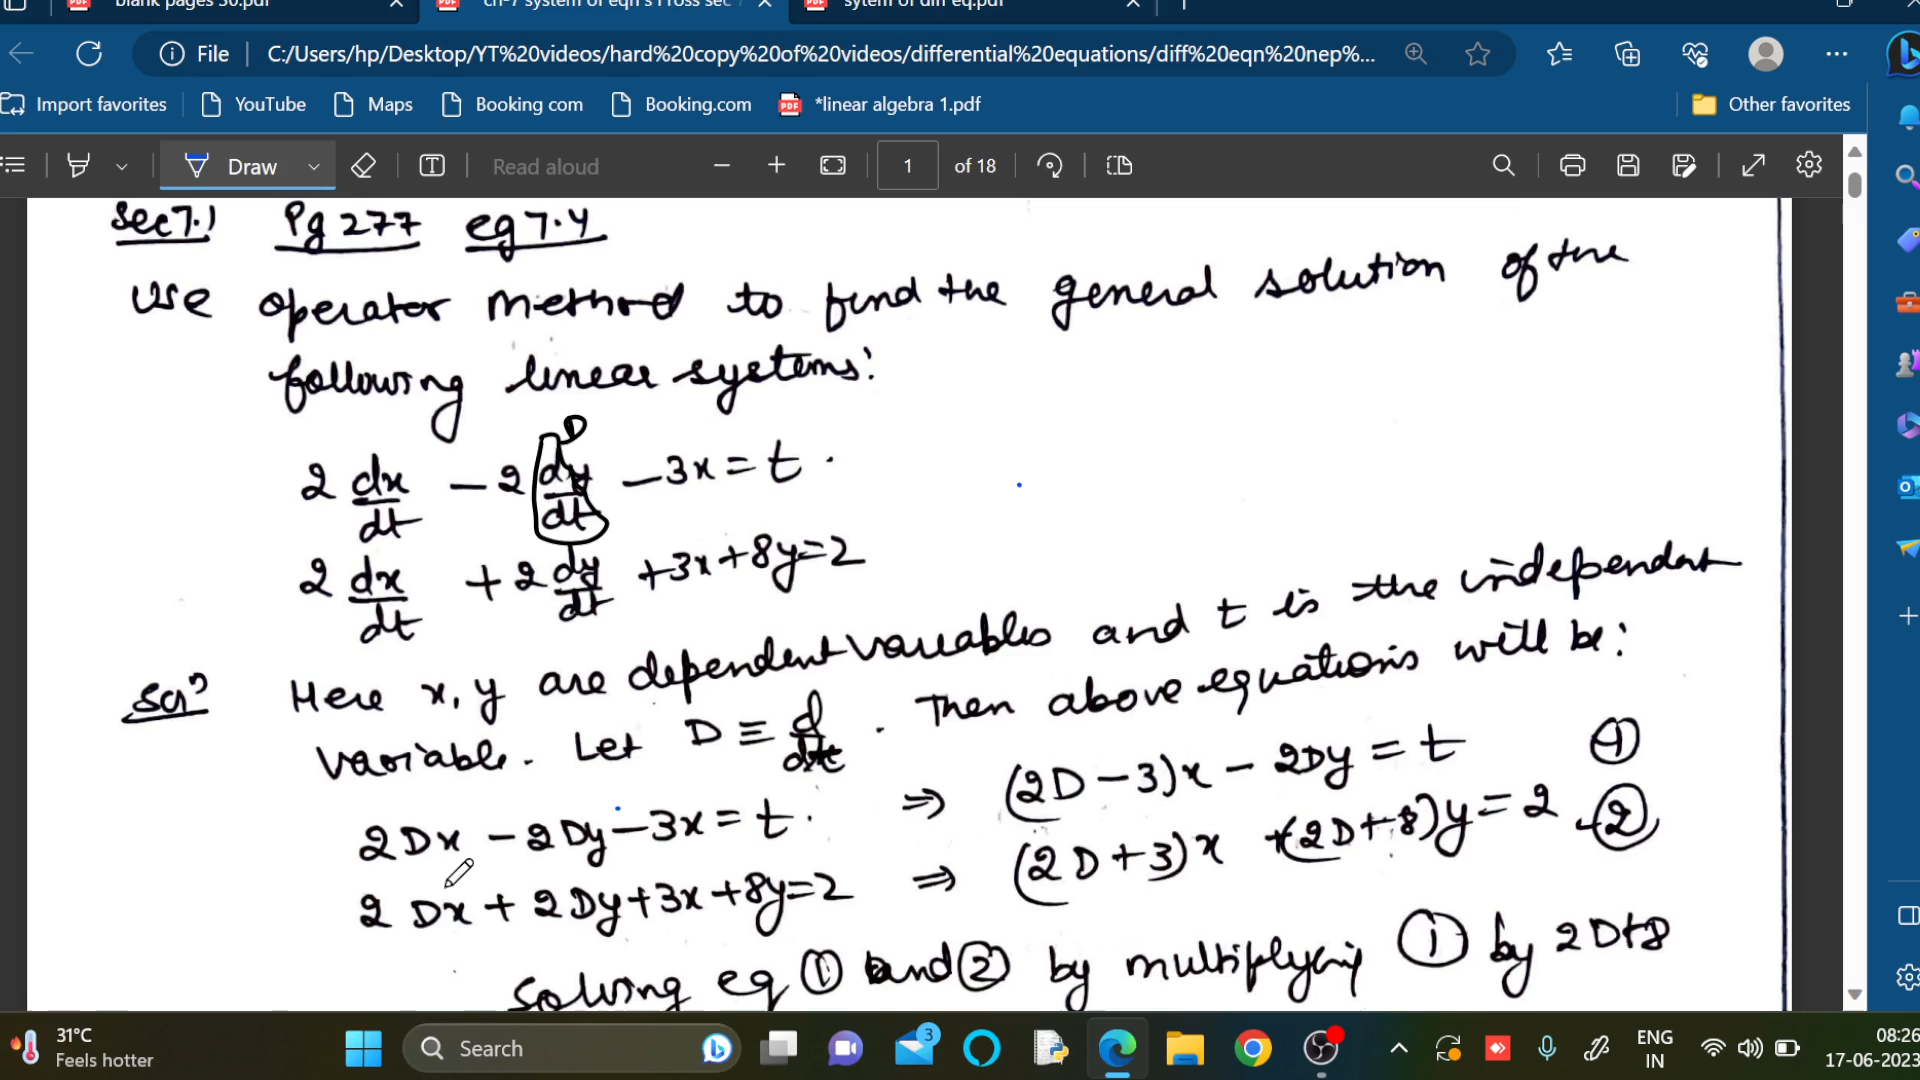 blank pages 30.pdf
ch-7 system of eqn s r ross sec 7
sytem of diff eq.pdf
File C:/Users/hp/Desktop/YT%20videos/hard%20copy%20of%20videos/differential%20equations/diff%20eqn%20nep%...
Import favorites YouTube Maps Booking com Booking.com *linear algebra 1.pdf Other favorites
Draw Read aloud 1 of 18
Sec 7.1 Pg 277 eg 7.4
Use operator method to find the general solution of the
following linear systems:
D
2 dx/dt - 2 dy/dt - 3x = t .
2 dx/dt + 2 dy/dt + 3x + 8y = 2
Soln Here x, y are dependent variables and t is the independent
variable. Let D ≡ d/dt . Then above equations will be:
2Dx - 2Dy - 3x = t . ⇒ (2D - 3)x - 2Dy = t ①
2Dx + 2Dy + 3x + 8y = 2 ⇒ (2D + 3)x + (2D + 8)y = 2 - ②
Solving eq ① and ② by multiplying ① by 2D+8
31°C
Feels hotter
Search
3
ENG
IN
08:26
17-06-2023